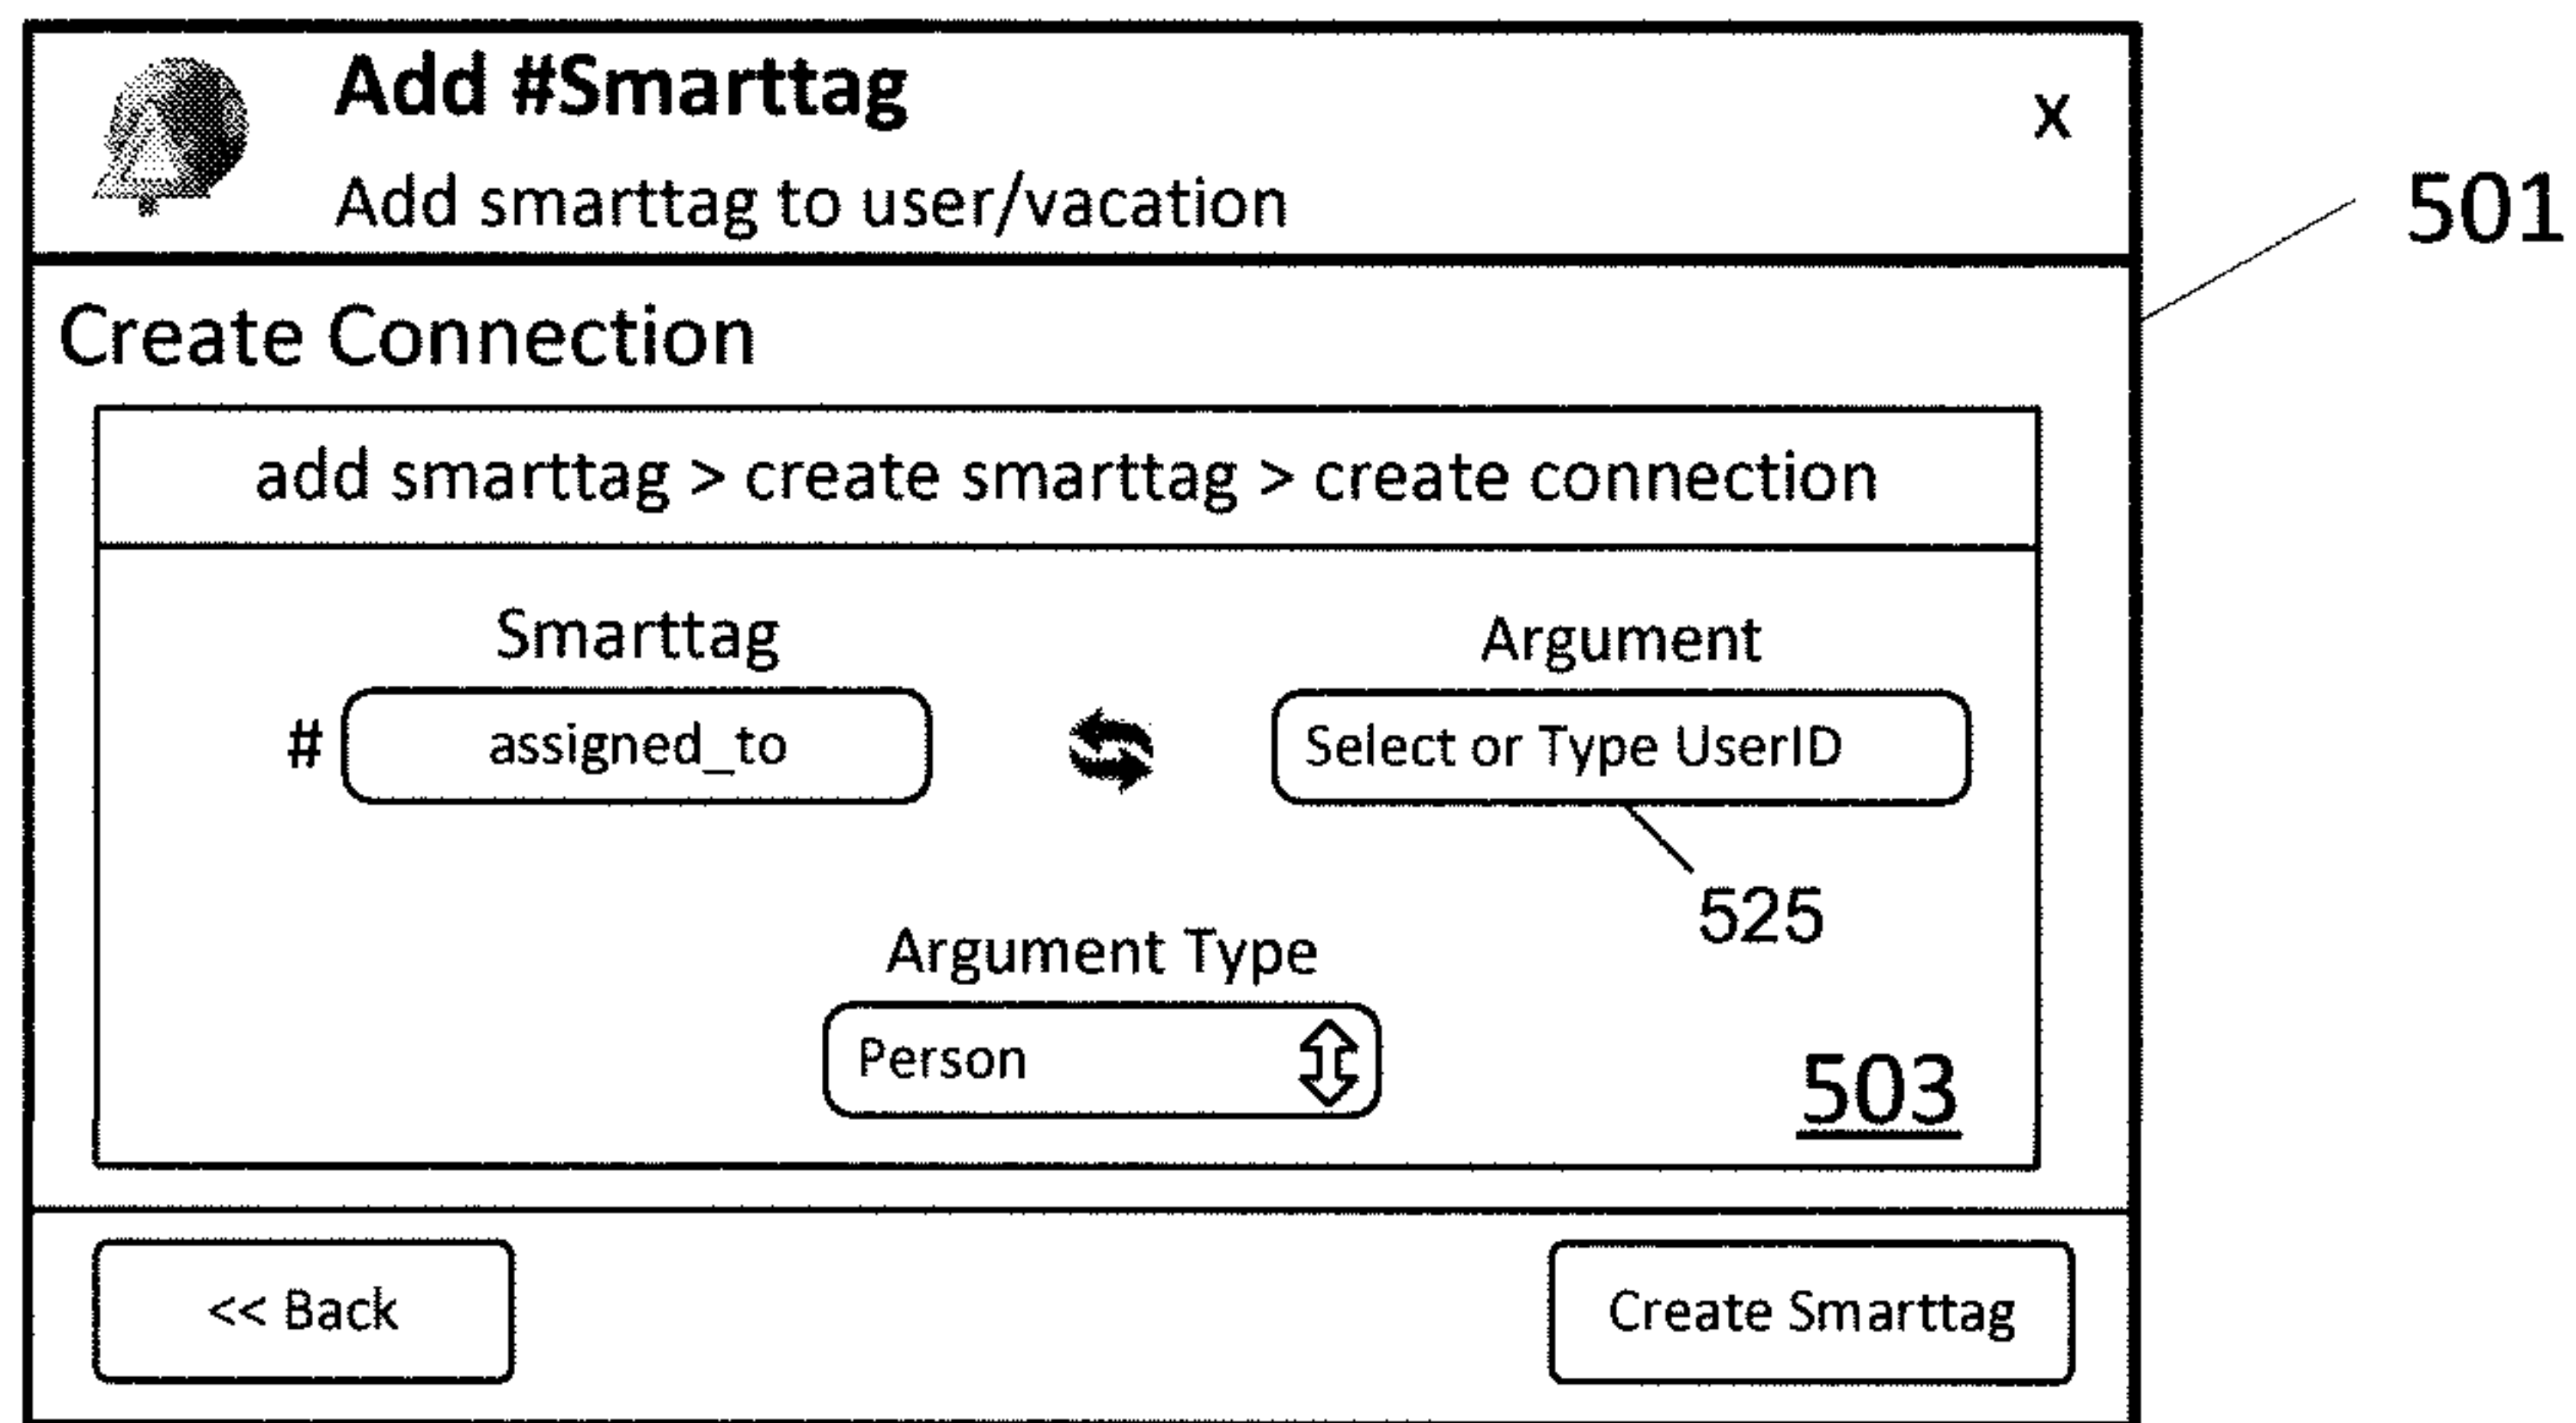 Add #Smarttag
X
Add smarttag to user/vacation
501
Create Connection
add smarttag > create smarttag > create connection
Smarttag
Argument
# assigned_to
Select or Type UserID
525
Argument Type
Person
503
<< Back
Create Smarttag